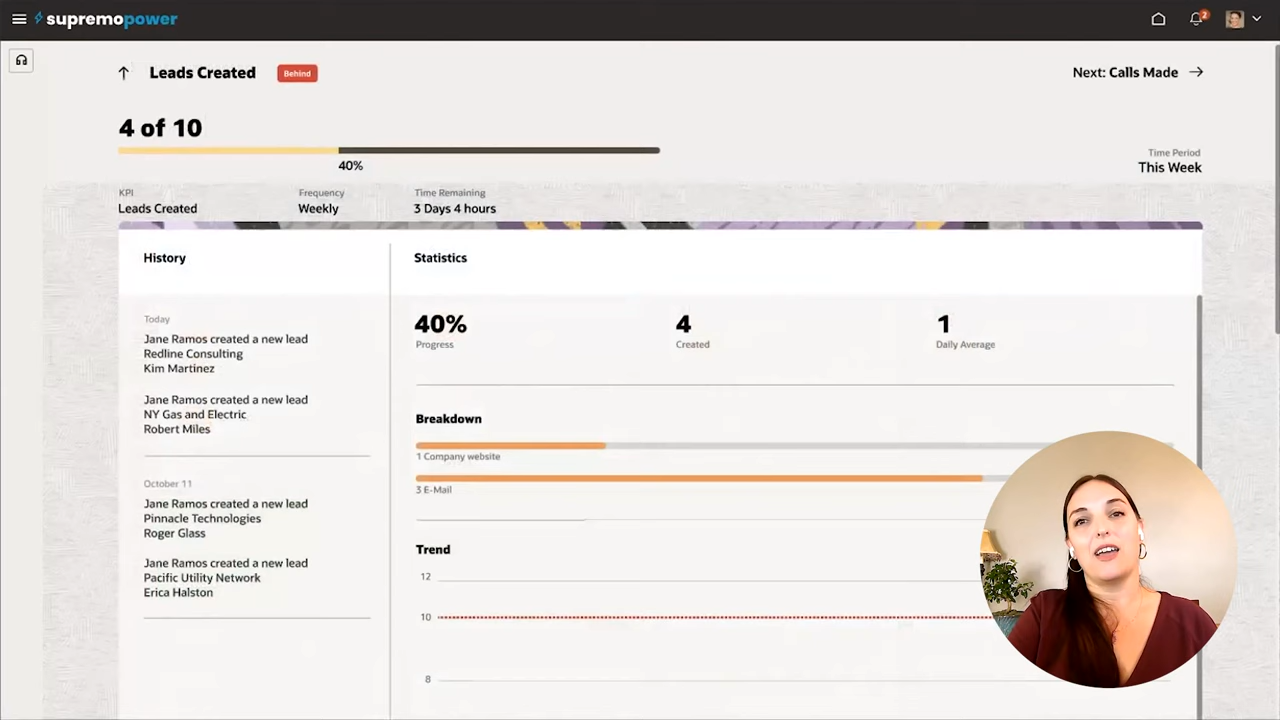 supremopower
2
Leads Created
Behind
Next: Calls Made
4 of 10
40%
Time Period
This Week
KPI
Leads Created
Frequency
Weekly
Time Remaining
3 Days 4 hours
History
Today
Jane Ramos created a new lead
Redline Consulting
Kim Martinez
Jane Ramos created a new lead
NY Gas and Electric
Robert Miles
October 11
Jane Ramos created a new lead
Pinnacle Technologies
Roger Glass
Jane Ramos created a new lead
Pacific Utility Network
Erica Halston
Statistics
40%
Progress
4
Created
1
Daily Average
Breakdown
1 Company website
3 E-Mail
Trend
12
10
8